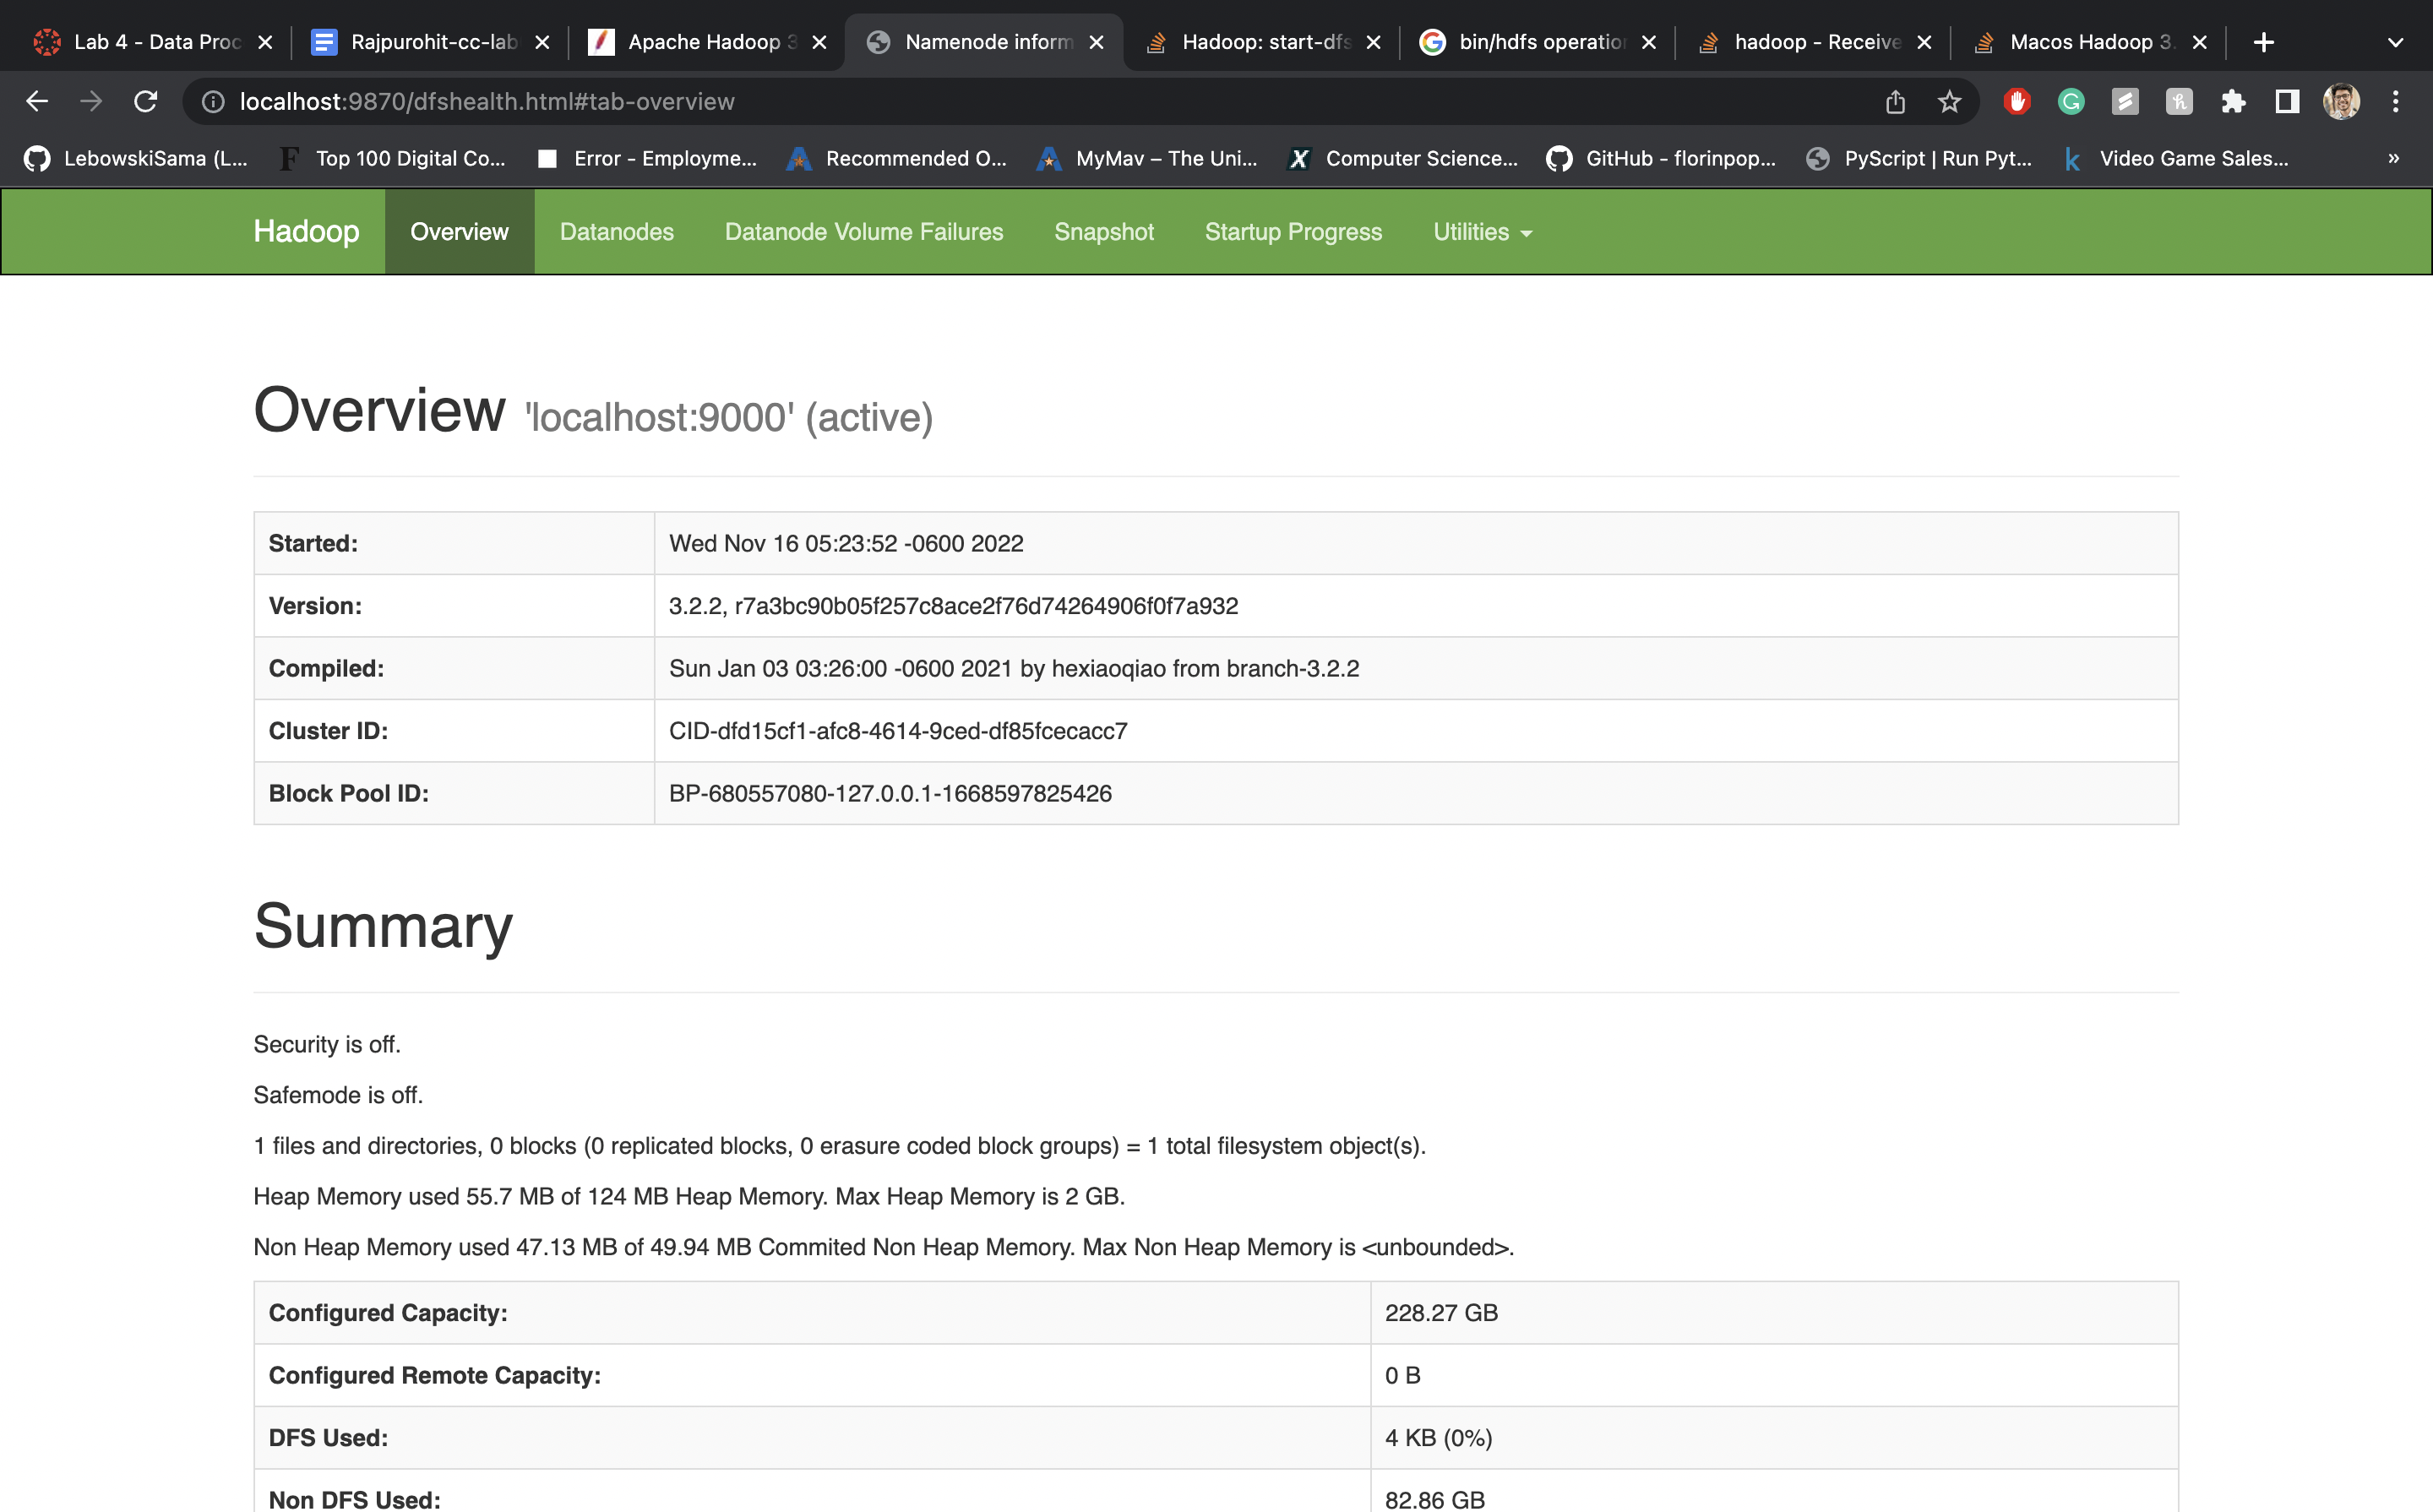 Lab 4 - Data Proc
Rajpurohit-cc-lab
Apache Hadoop 3
Namenode inform
Hadoop: start-dfs
bin/hdfs operation
hadoop - Receive
Macos Hadoop 3.
localhost:9870/dfshealth.html#tab-overview
LebowskiSama (L...
Top 100 Digital Co...
Error - Employme...
Recommended O...
MyMav – The Uni...
Computer Science...
GitHub - florinpop...
PyScript | Run Pyt...
Video Game Sales...
»
Hadoop
Overview
Datanodes
Datanode Volume Failures
Snapshot
Startup Progress
Utilities
Overview 'localhost:9000' (active)
Started: Wed Nov 16 05:23:52 -0600 2022
Version: 3.2.2, r7a3bc90b05f257c8ace2f76d74264906f0f7a932
Compiled: Sun Jan 03 03:26:00 -0600 2021 by hexiaoqiao from branch-3.2.2
Cluster ID: CID-dfd15cf1-afc8-4614-9ced-df85fcecacc7
Block Pool ID: BP-680557080-127.0.0.1-1668597825426
Summary
Security is off.
Safemode is off.
1 files and directories, 0 blocks (0 replicated blocks, 0 erasure coded block groups) = 1 total filesystem object(s).
Heap Memory used 55.7 MB of 124 MB Heap Memory. Max Heap Memory is 2 GB.
Non Heap Memory used 47.13 MB of 49.94 MB Commited Non Heap Memory. Max Non Heap Memory is <unbounded>.
Configured Capacity: 228.27 GB
Configured Remote Capacity: 0 B
DFS Used: 4 KB (0%)
Non DFS Used: 82.86 GB